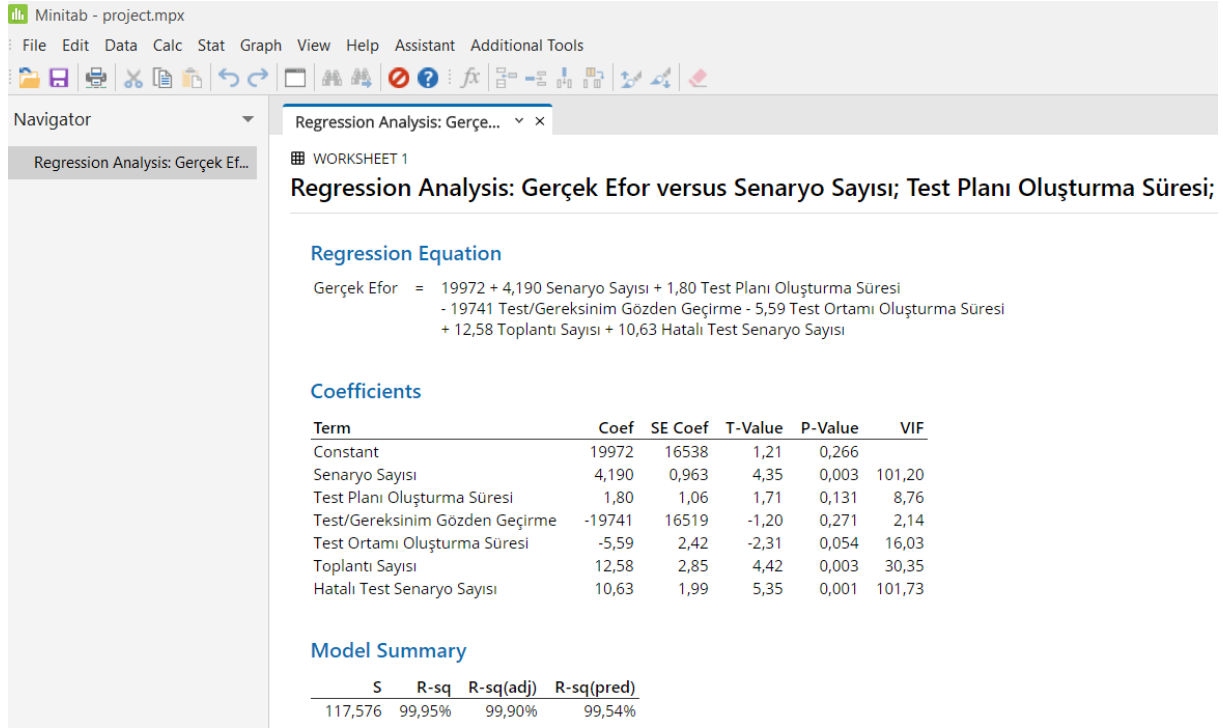 Minitab - project.mpx
File Edit Data Calc Stat Graph View Help Assistant Additional Tools
Navigator
Regression Analysis: Gerçe...
Regression Analysis: Gerçek Ef...
WORKSHEET 1
Regression Analysis: Gerçek Efor versus Senaryo Sayısı; Test Planı Oluşturma Süresi;
Regression Equation
Gerçek Efor = 19972 + 4,190 Senaryo Sayısı + 1,80 Test Planı Oluşturma Süresi
- 19741 Test/Gereksinim Gözden Geçirme - 5,59 Test Ortamı Oluşturma Süresi
+ 12,58 Toplantı Sayısı + 10,63 Hatalı Test Senaryo Sayısı
Coefficients
Term Coef SE Coef T-Value P-Value VIF
Constant 19972 16538 1,21 0,266
Senaryo Sayısı 4,190 0,963 4,35 0,003 101,20
Test Planı Oluşturma Süresi 1,80 1,06 1,71 0,131 8,76
Test/Gereksinim Gözden Geçirme -19741 16519 -1,20 0,271 2,14
Test Ortamı Oluşturma Süresi -5,59 2,42 -2,31 0,054 16,03
Toplantı Sayısı 12,58 2,85 4,42 0,003 30,35
Hatalı Test Senaryo Sayısı 10,63 1,99 5,35 0,001 101,73
Model Summary
S R-sq R-sq(adj) R-sq(pred)
117,576 99,95% 99,90% 99,54%